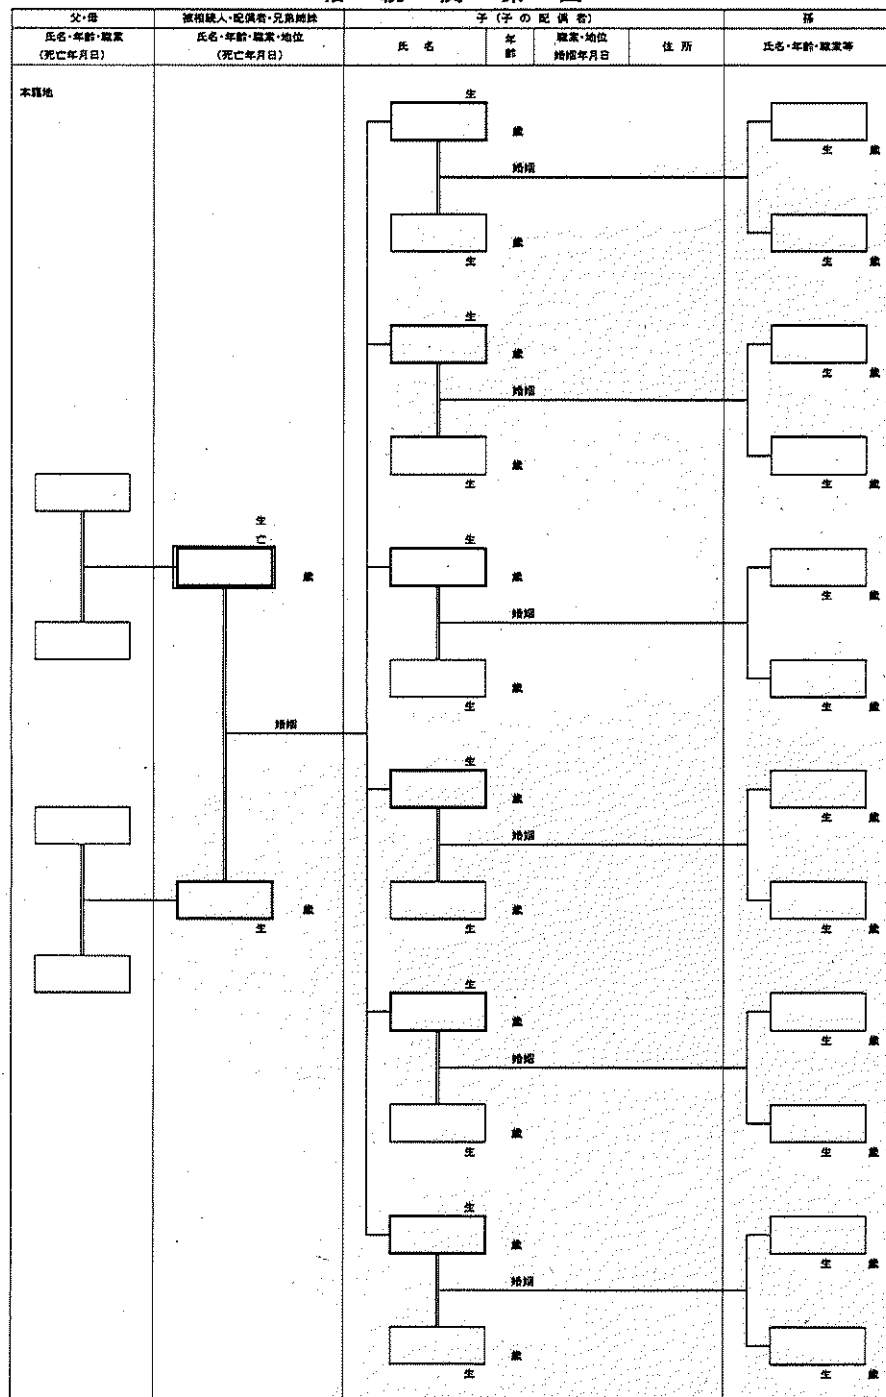 父・母
被相続人・配偶者・兄弟姉妹
子(子の配偶者)
孫
氏名・年齢・職業
(死亡年月日)
氏名・年齢・職業・地位
(死亡年月日)
氏 名
年齢
職業・地位
婚姻年月日
住 所
氏名・年齢・職業等
本籍地
生
歳
生 歳
婚姻
歳
生
生 歳
生
歳
生 歳
婚姻
歳
生
生 歳
生
亡
歳
生
歳
生 歳
婚姻
歳
生
生 歳
婚姻
生
歳
生 歳
婚姻
歳
生
歳
生
生 歳
生
歳
生 歳
婚姻
歳
生
生 歳
生
歳
生 歳
婚姻
歳
生
生 歳